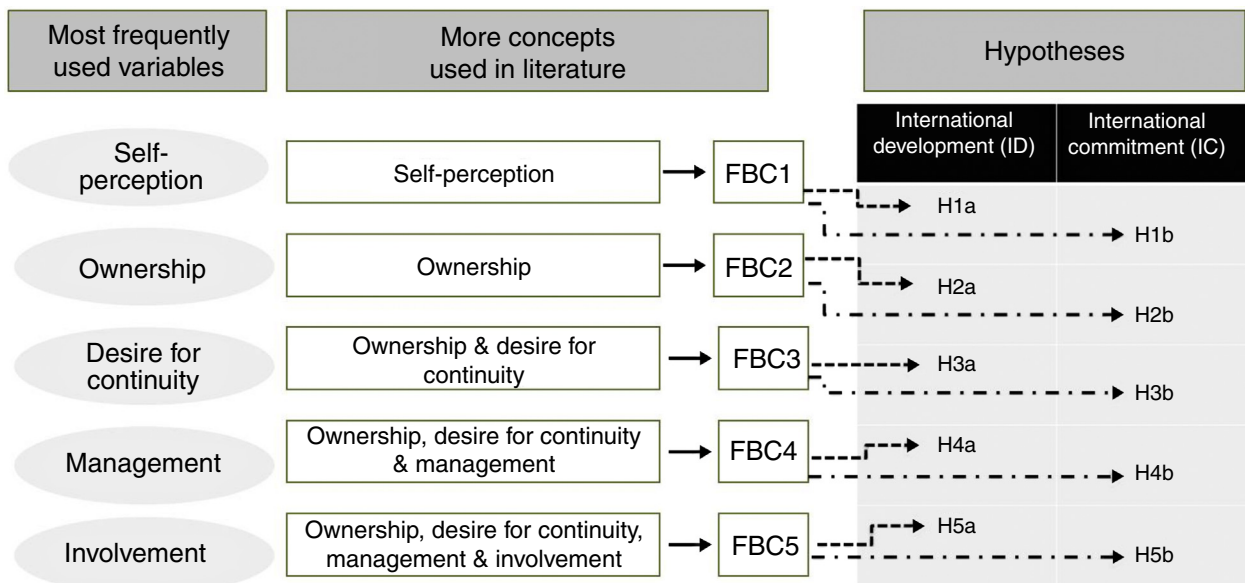 Most frequently
used variables
More concepts
used in literature
Hypotheses
International
development (ID)
International
commitment (IC)
Self-
perception
Self-perception
FBC1
H1a
H1b
Ownership
Ownership
FBC2
H2a
H2b
Desire for
continuity
Ownership & desire for
continuity
FBC3
H3a
H3b
Management
Ownership, desire for continuity
& management
FBC4
H4a
H4b
Involvement
Ownership, desire for continuity,
management & involvement
FBC5
H5a
H5b